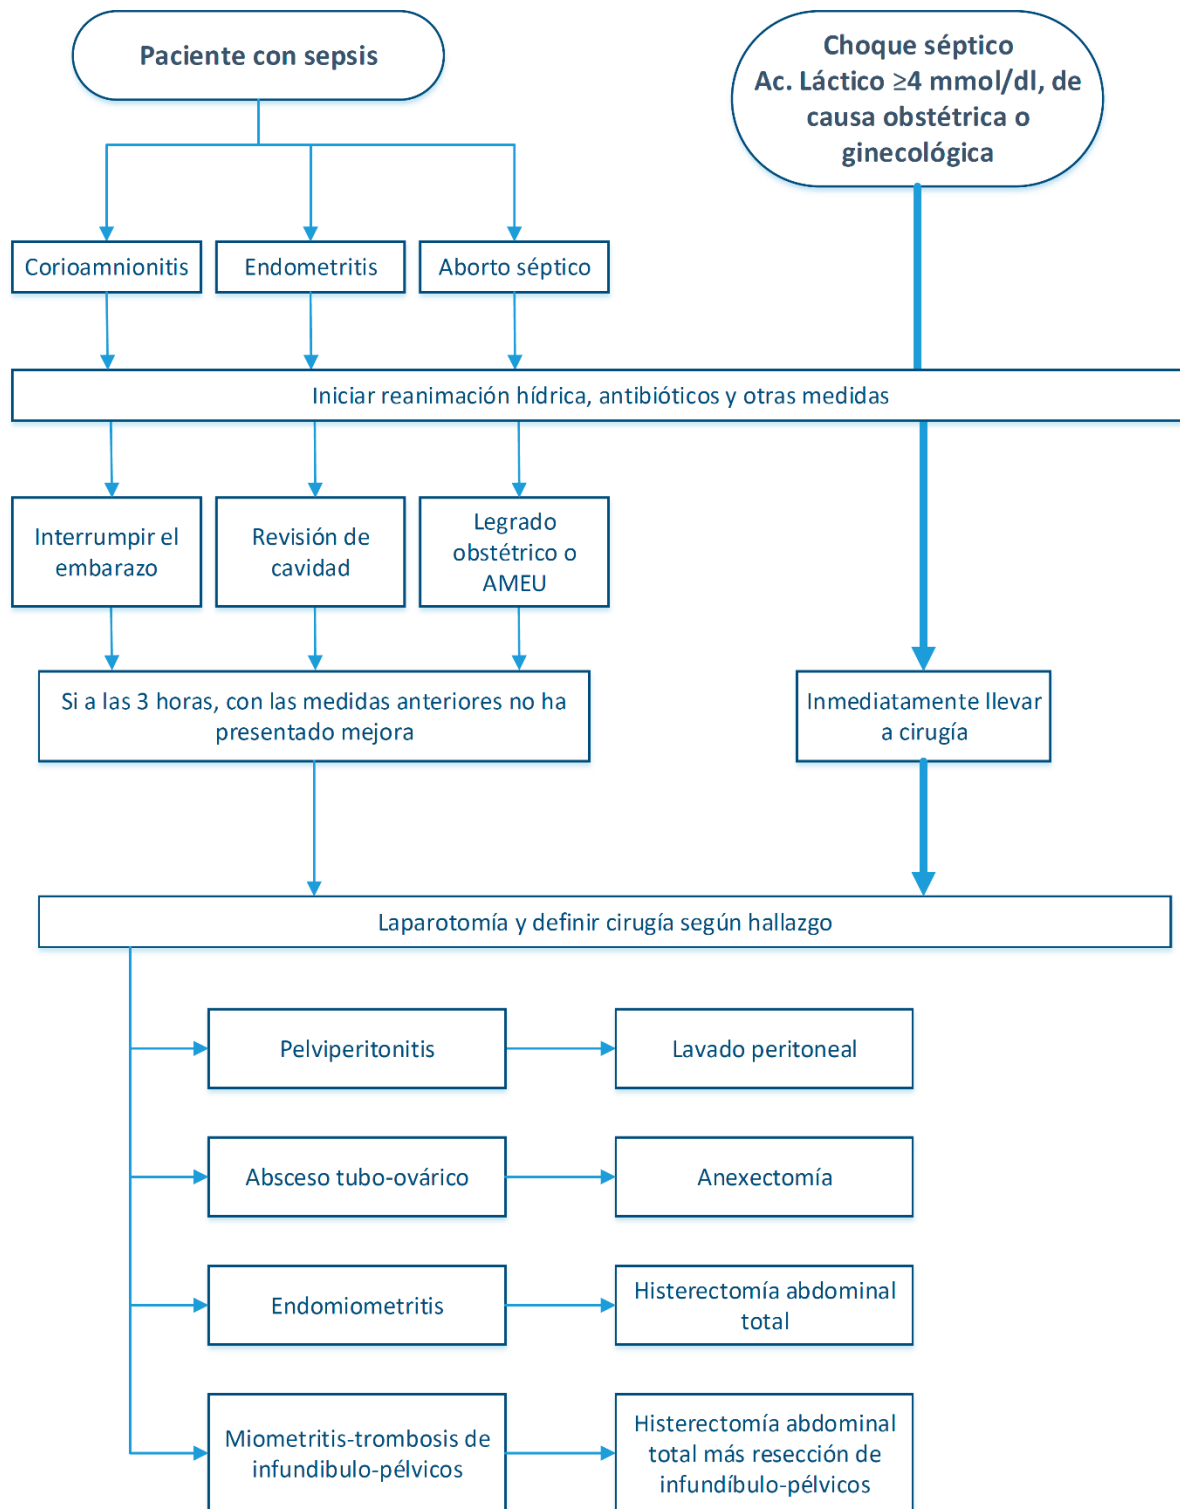 Paciente con sepsis
Choque séptico
Ac. Láctico ≥4 mmol/dl, de
causa obstétrica o
ginecológica
Corioamnionitis
Endometritis
Aborto séptico
Iniciar reanimación hídrica, antibióticos y otras medidas
Interrumpir el
embarazo
Revisión de
cavidad
Legrado
obstétrico o
AMEU
Si a las 3 horas, con las medidas anteriores no ha
presentado mejora
Inmediatamente llevar
a cirugía
Laparotomía y definir cirugía según hallazgo
Pelviperitonitis
Lavado peritoneal
Absceso tubo-ovárico
Anexectomía
Endomiometritis
Histerectomía abdominal
total
Miometritis-trombosis de
infundibulo-pélvicos
Histerectomía abdominal
total más resección de
infundíbulo-pélvicos